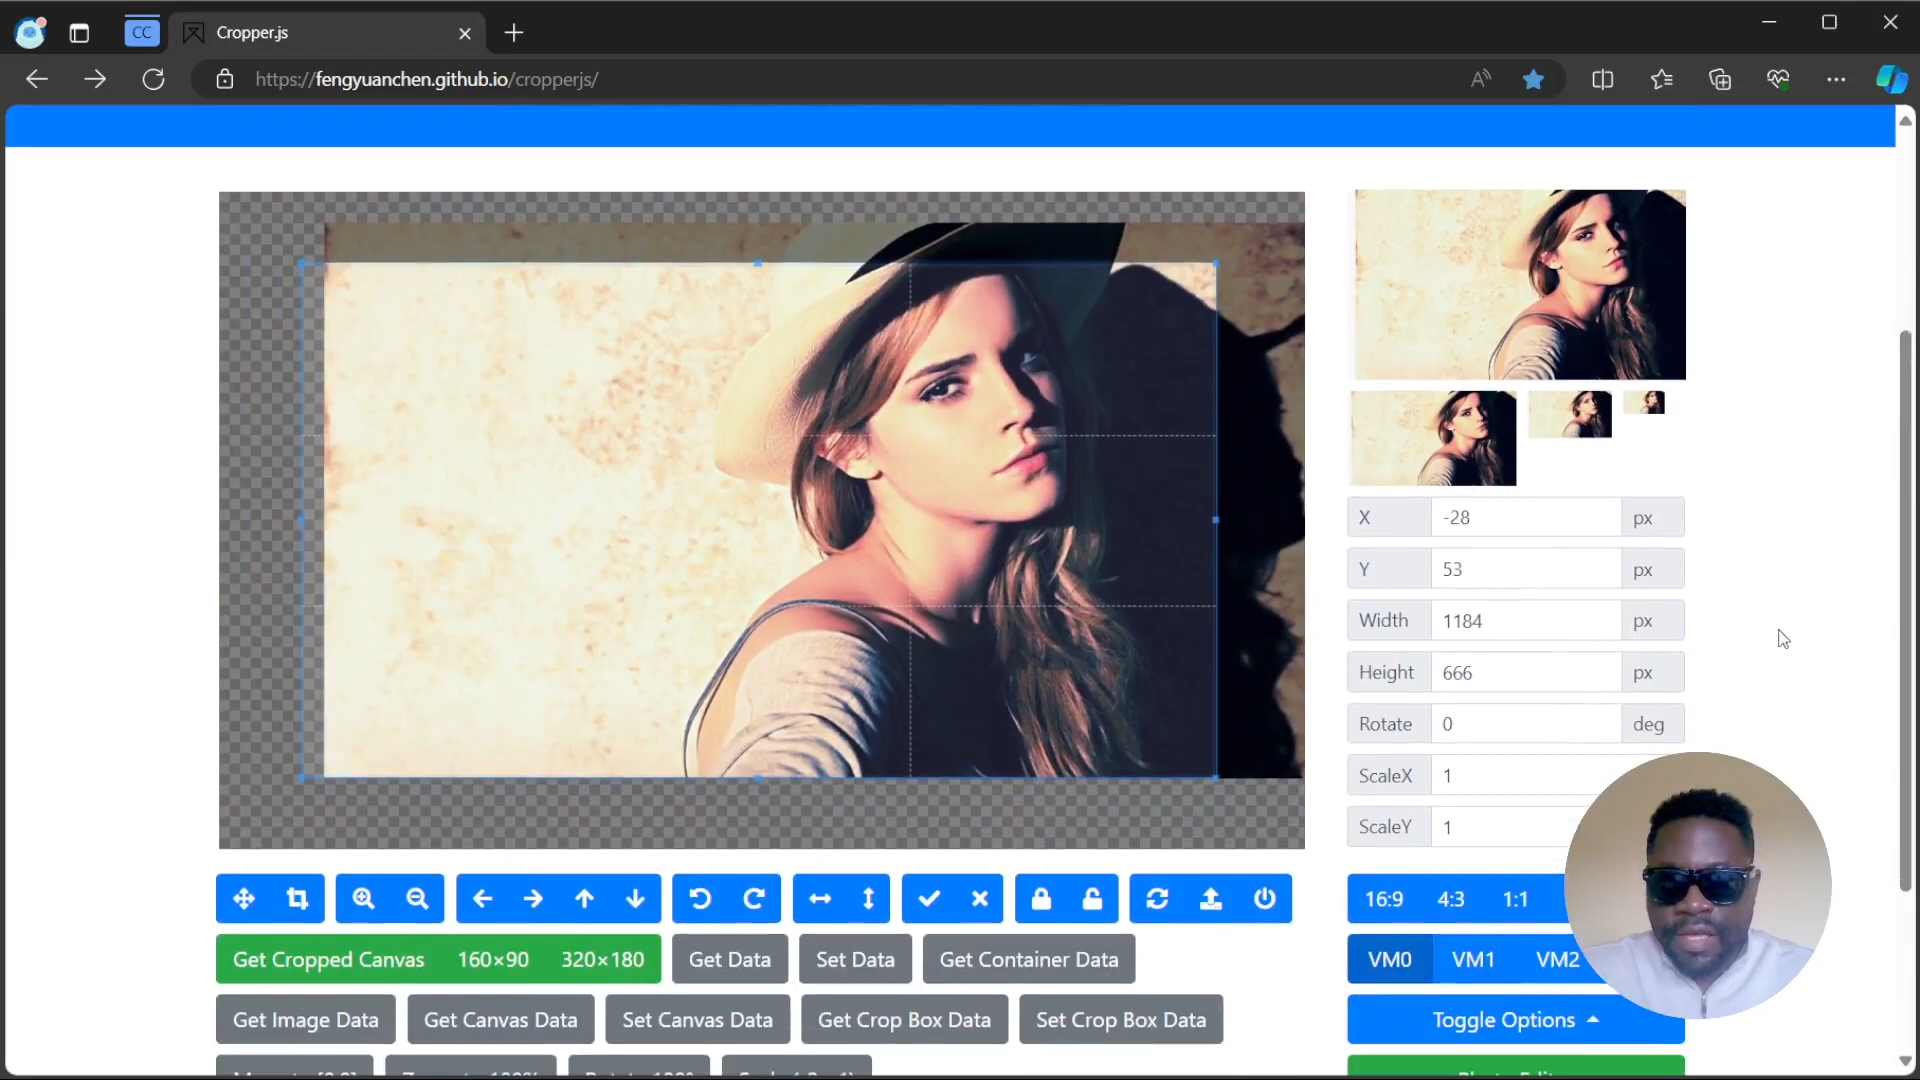 CC
Cropper.js
https://fengyuanchen.github.io/cropperjs/
X -28 px
Y 53 px
Width 1184 px
Height 666 px
Rotate 0 deg
ScaleX 1
ScaleY 1
16:9 4:3 1:1
Get Cropped Canvas 160×90 320×180 Get Data Set Data Get Container Data
VM0 VM1 VM2
Get Image Data Get Canvas Data Set Canvas Data Get Crop Box Data Set Crop Box Data
Toggle Options